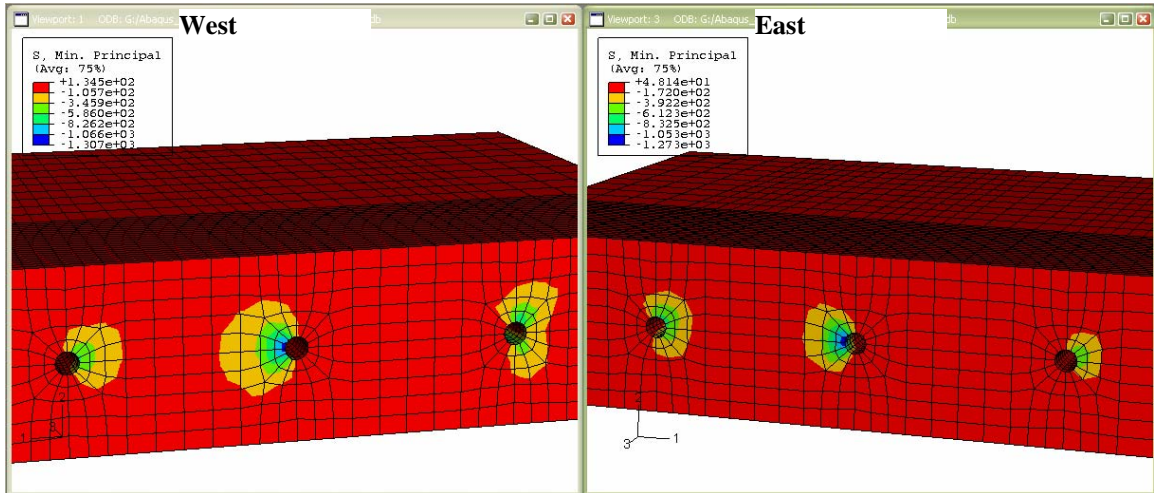 Viewport: 1 ODB: G:/Abaqus_ West db
S, Min. Principal
(Avg: 75%)
+1.345e+02
-1.057e+02
-3.459e+02
-5.860e+02
-8.262e+02
-1.066e+03
-1.307e+03
2
1
3
Viewport: 3 ODB: G:/Abaqus_ East db
S, Min. Principal
(Avg: 75%)
+4.814e+01
-1.720e+02
-3.922e+02
-6.123e+02
-8.325e+02
-1.053e+03
-1.273e+03
2
3
1